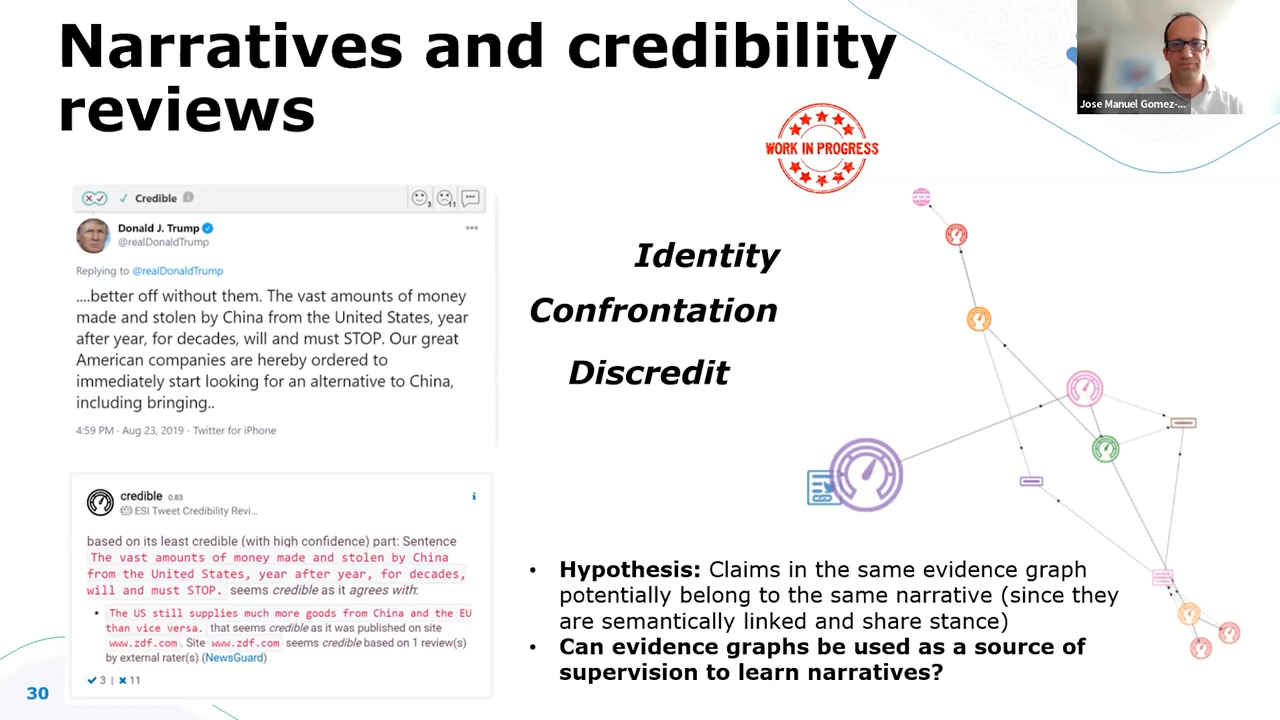 Narratives and credibility
reviews
Jose Manuel Gomez-...
WORK IN PROGRESS
Credible
3
11
Donald J. Trump
@realDonaldTrump
Replying to @realDonaldTrump
....better off without them. The vast amounts of money
made and stolen by China from the United States, year
after year, for decades, will and must STOP. Our great
American companies are hereby ordered to
immediately start looking for an alternative to China,
including bringing..
4:59 PM · Aug 23, 2019 · Twitter for iPhone
Identity
Confrontation
Discredit
credible 0.83
ESI Tweet Credibility Revi...
based on its least credible (with high confidence) part: Sentence
The vast amounts of money made and stolen by China
from the United States, year after year, for decades,
will and must STOP. seems credible as it agrees with:
• The US still supplies much more goods from China and the EU
than vice versa. that seems credible as it was published on site
www.zdf.com. Site www.zdf.com seems credible based on 1 review(s)
by external rater(s) (NewsGuard)
3 | 11
• Hypothesis: Claims in the same evidence graph
potentially belong to the same narrative (since they
are semantically linked and share stance)
• Can evidence graphs be used as a source of
supervision to learn narratives?
30